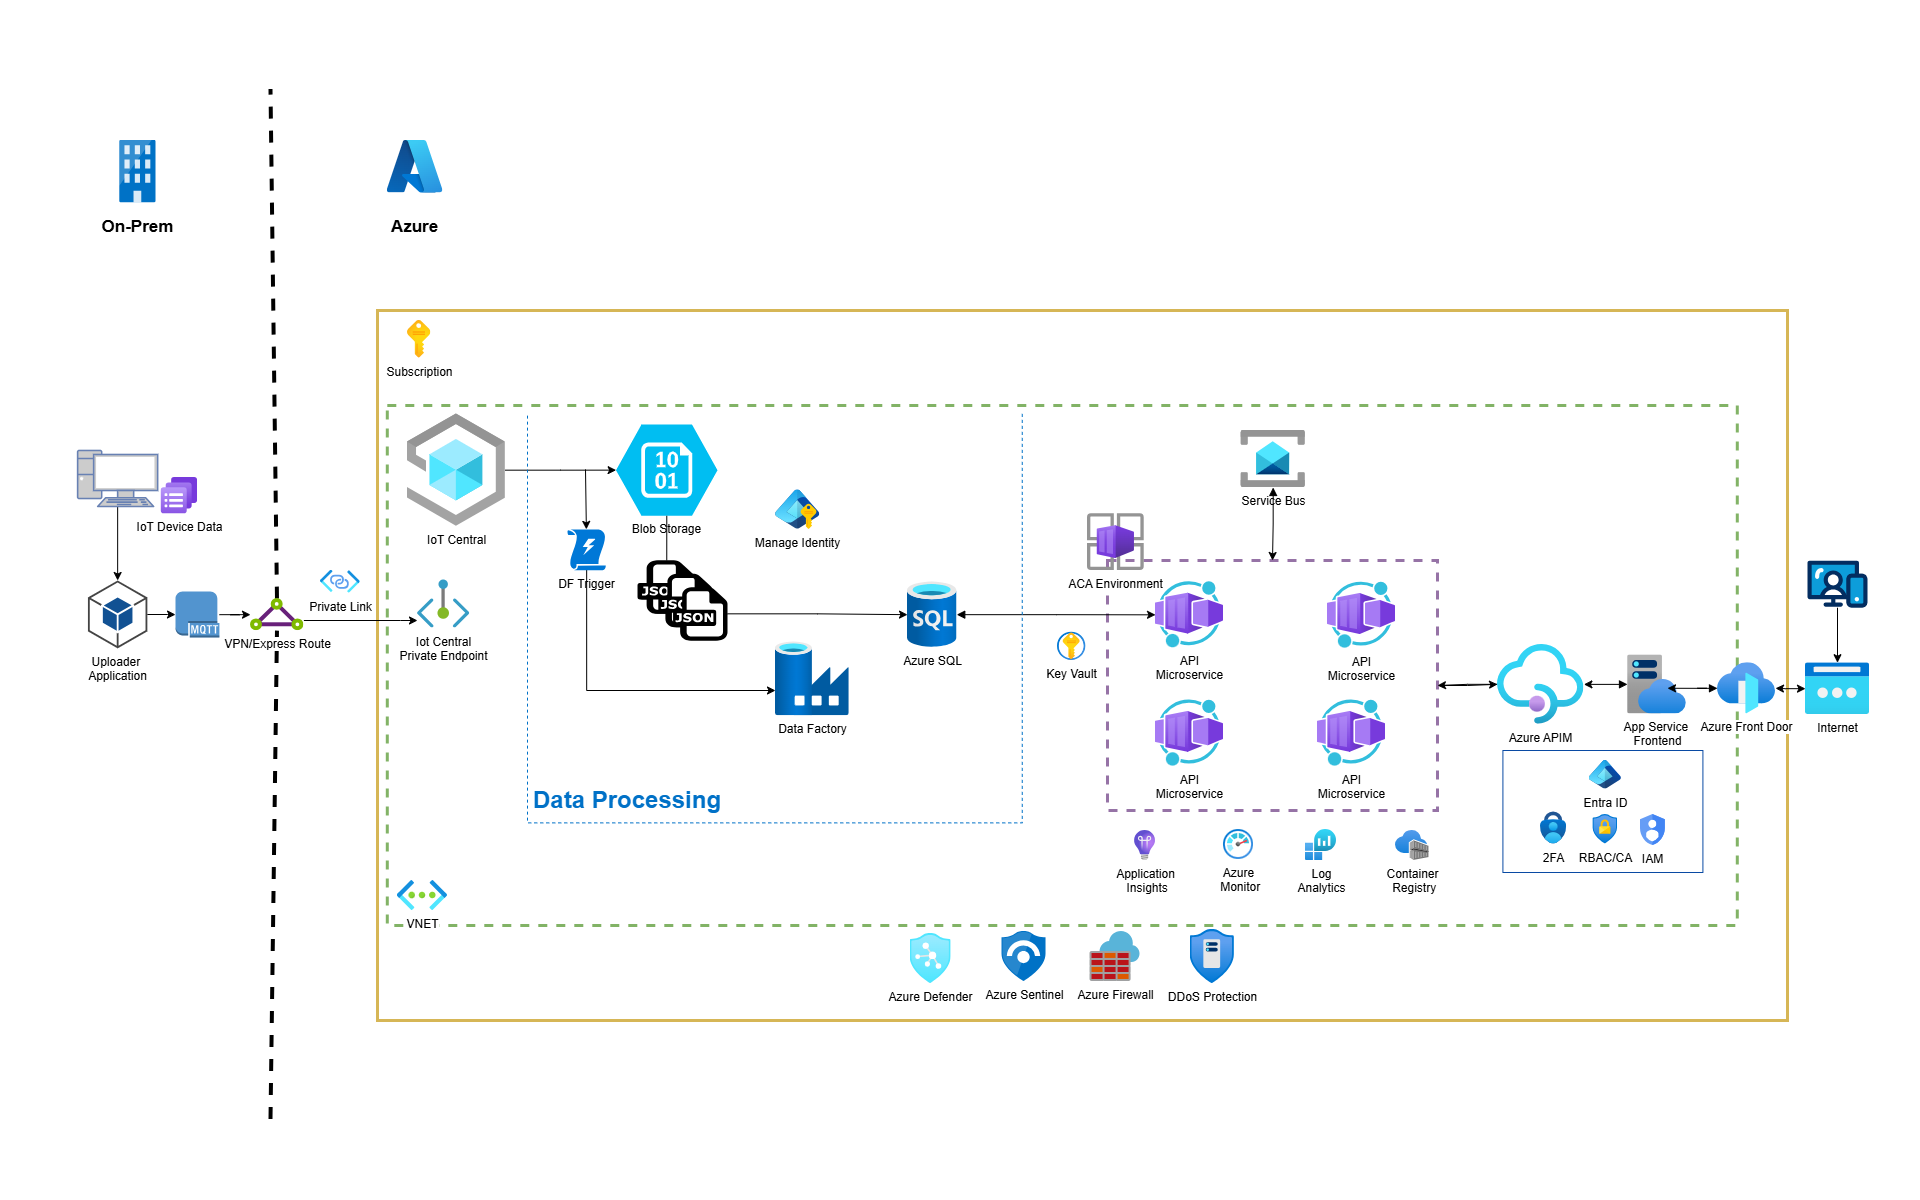 On-Prem
Azure
Subscription
IoT Device Data
Uploader
Application
MQTT
VPN/Express Route
Private Link
Iot Central
Private Endpoint
IoT Central
10
01
Blob Storage
DF Trigger
Manage Identity
JSO
JSO
JSON
SQL
Azure SQL
Data Factory
Data Processing
VNET
Service Bus
ACA Environment
Key Vault
API
Microservice
API
Microservice
API
Microservice
API
Microservice
Application
Insights
Azure
Monitor
Log
Analytics
Container
Registry
Azure APIM
App Service
Frontend
Azure Front Door
Internet
Entra ID
2FA
RBAC/CA
IAM
Azure Defender
Azure Sentinel
Azure Firewall
DDoS Protection